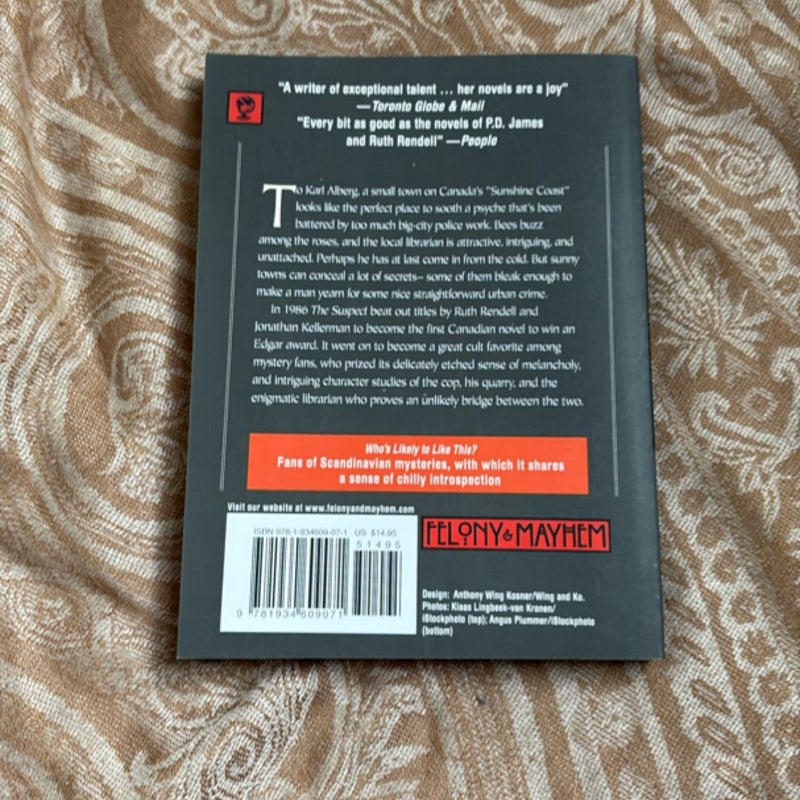 "A writer of exceptional talent ... her novels are a joy"
—Toronto Globe & Mail
"Every bit as good as the novels of P.D. James
and Ruth Rendell" —People
To Karl Alberg, a small town on Canada's "Sunshine Coast"
looks like the perfect place to sooth a psyche that's been
battered by too much big-city police work. Bees buzz
among the roses, and the local librarian is attractive, intriguing, and
unattached. Perhaps he has at last come in from the cold. But sunny
towns can conceal a lot of secrets— some of them bleak enough to
make a man yearn for some nice straightforward urban crime.
In 1986 The Suspect beat out titles by Ruth Rendell and
Jonathan Kellerman to become the first Canadian novel to win an
Edgar award. It went on to become a great cult favorite among
mystery fans, who prized its delicately etched sense of melancholy,
and intriguing character studies of the cop, his quarry, and the
enigmatic librarian who proves an unlikely bridge between the two.
Who's Likely to Like This?
Fans of Scandinavian mysteries, with which it shares
a sense of chilly introspection
Visit our website at www.felonyandmayhem.com
ISBN 978-1-934609-07-1 US $14.95
51495
9 781934 609071
FELONY & MAYHEM
Design: Anthony Wing Kosner/Wing and Ko.
Photos: Klaas Lingbeek-van Kranen/
iStockphoto (top); Angus Plummer/iStockphoto
(bottom)